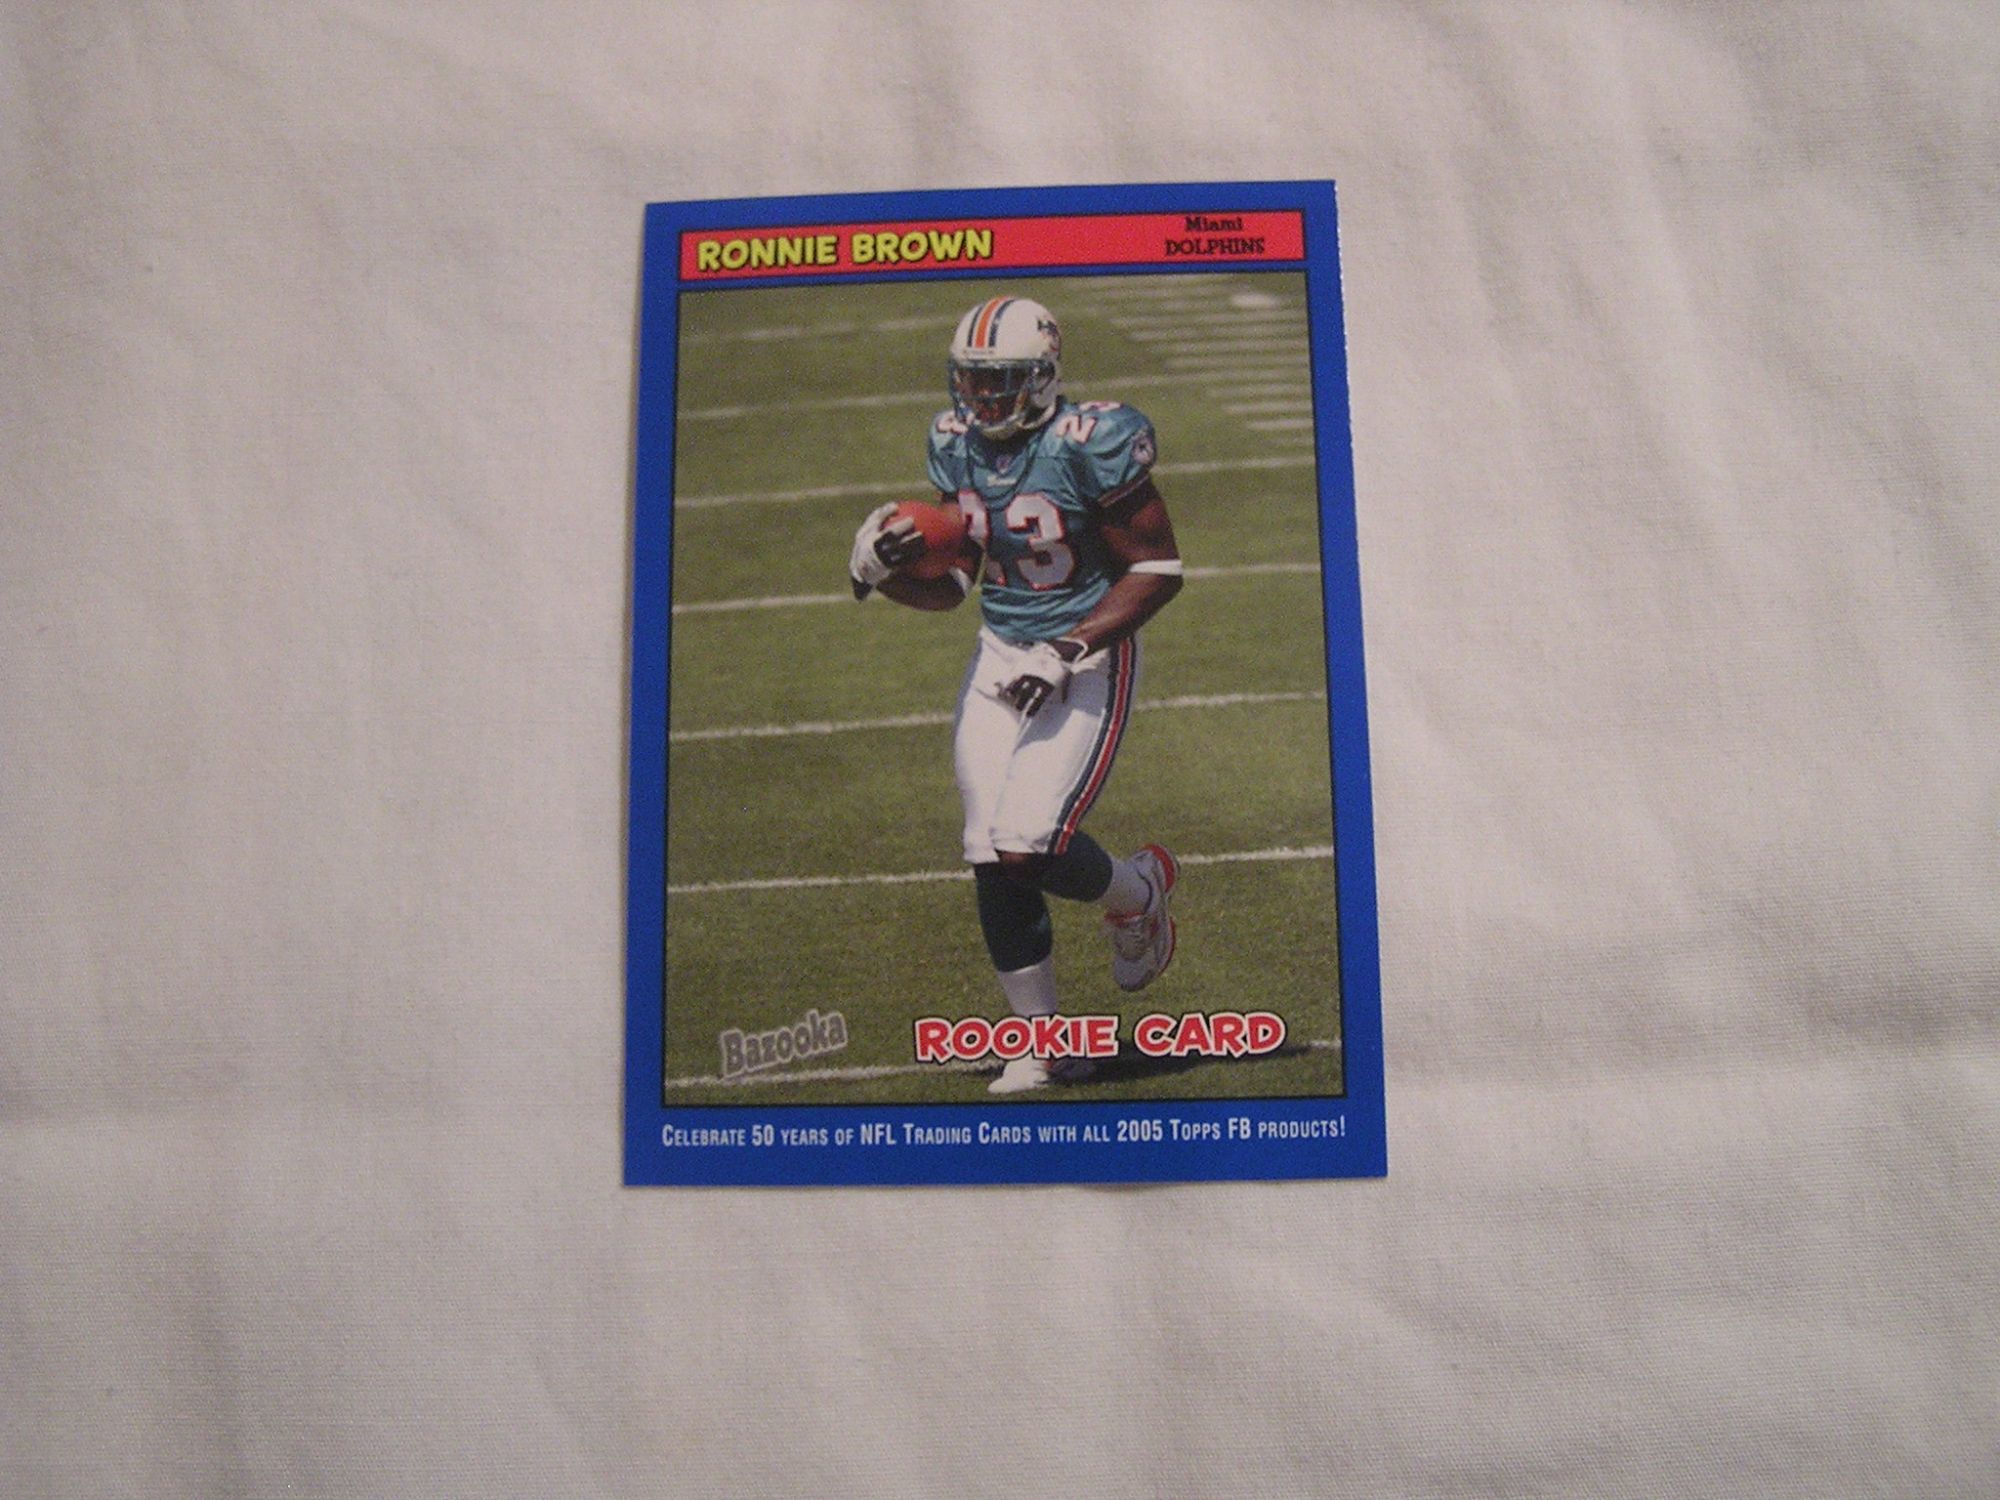 RONNIE BROWN
Miami
DOLPHINS
23
23
Bazooka
ROOKIE CARD
CELEBRATE 50 YEARS OF NFL TRADING CARDS WITH ALL 2005 TOPPS FB PRODUCTS!